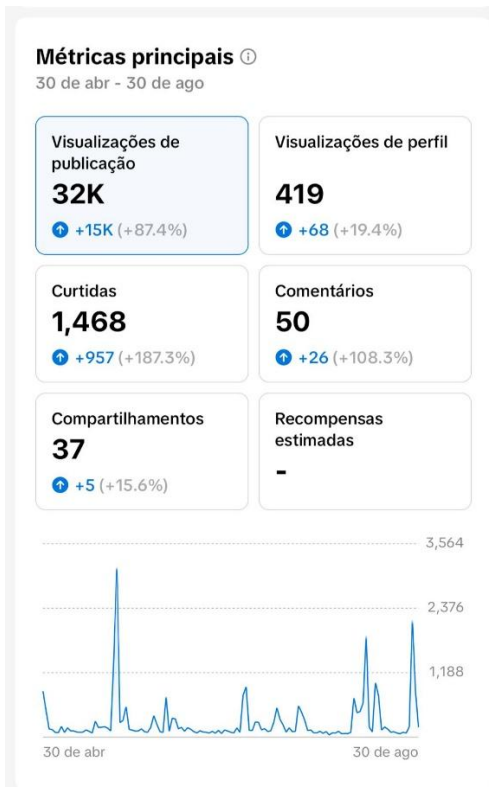 Métricas principais
30 de abr - 30 de ago
Visualizações de
publicação
32K
+15K (+87.4%)
Visualizações de perfil
419
+68 (+19.4%)
Curtidas
1,468
+957 (+187.3%)
Comentários
50
+26 (+108.3%)
Compartilhamentos
37
+5 (+15.6%)
Recompensas
estimadas
-
3,564
2,376
1,188
30 de abr
30 de ago